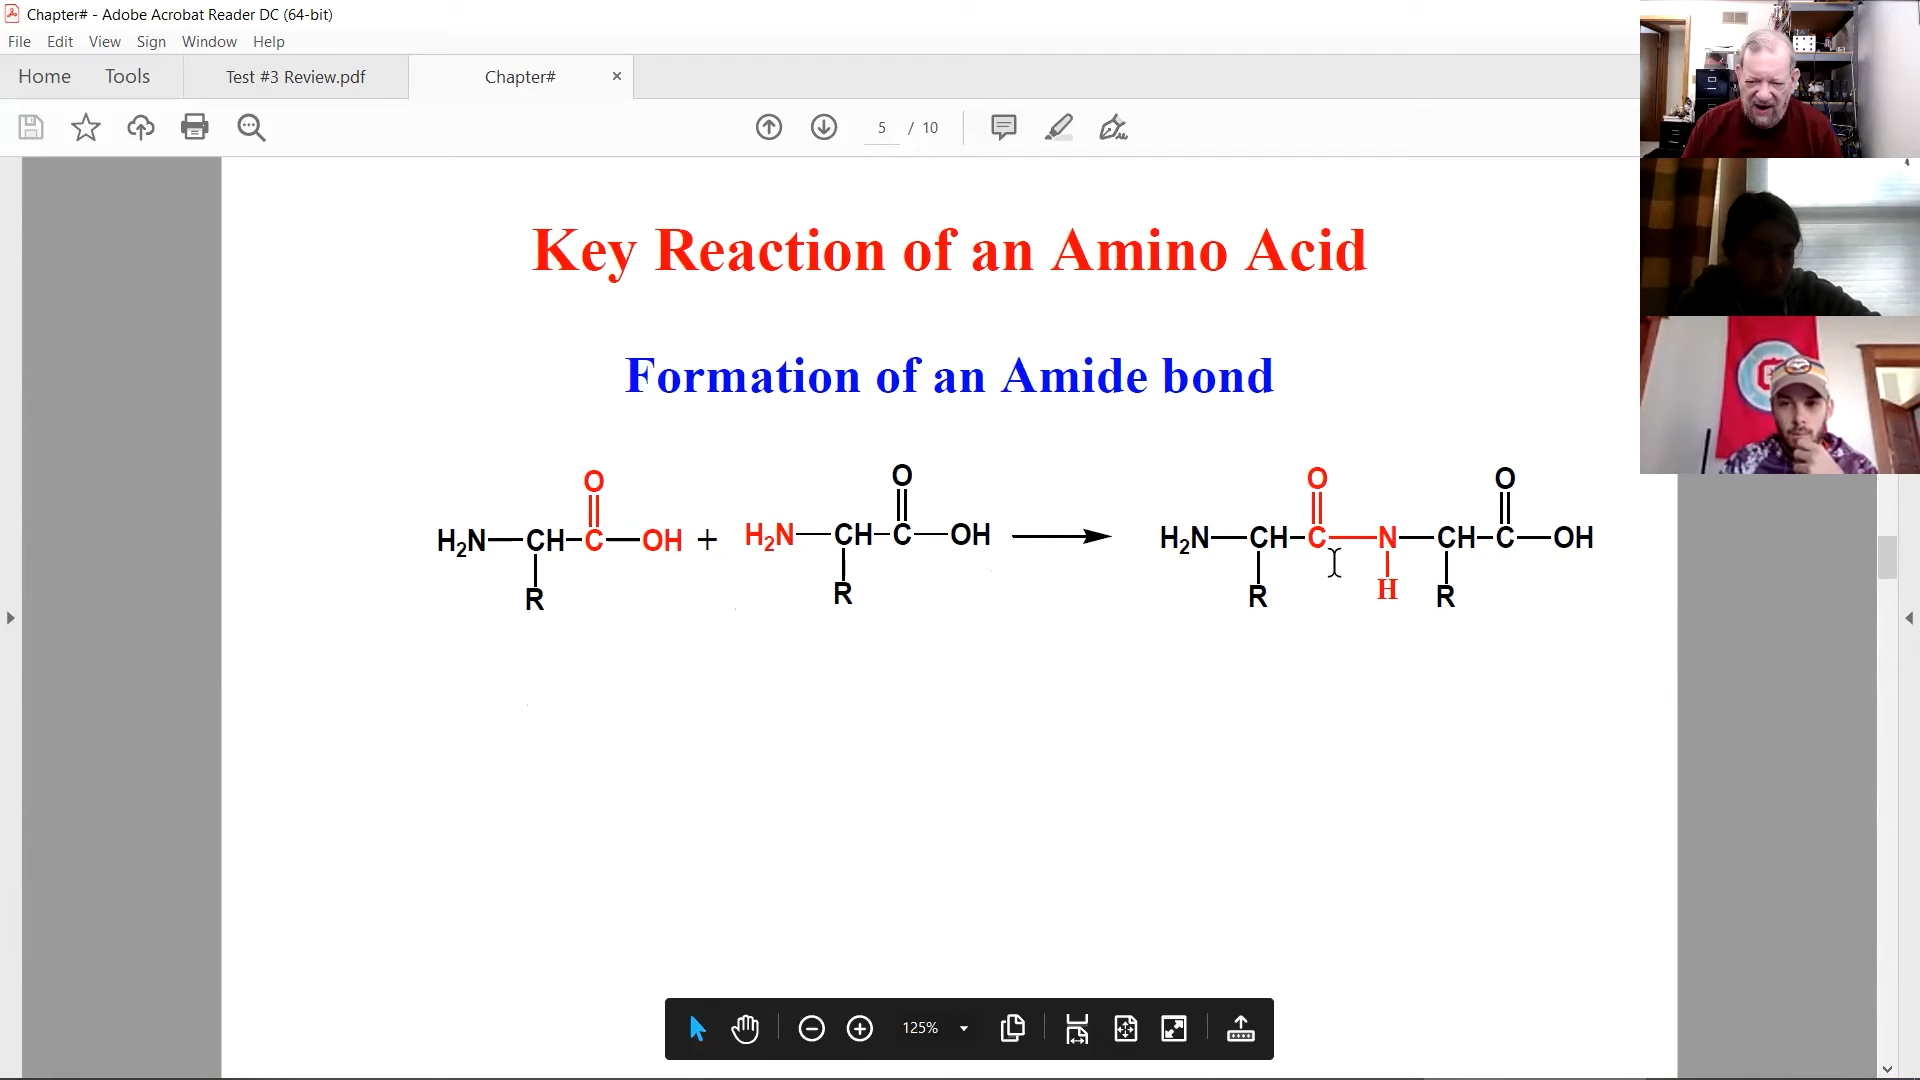 Chapter# - Adobe Acrobat Reader DC (64-bit)
File Edit View Sign Window Help
Home Tools Test #3 Review.pdf Chapter# ×
5 / 10
Key Reaction of an Amino Acid
Formation of an Amide bond
O O O O
H₂N—CH–C—OH + H₂N—CH–C—OH → H₂N—CH–C—N—CH–C—OH
R R R H R
125%